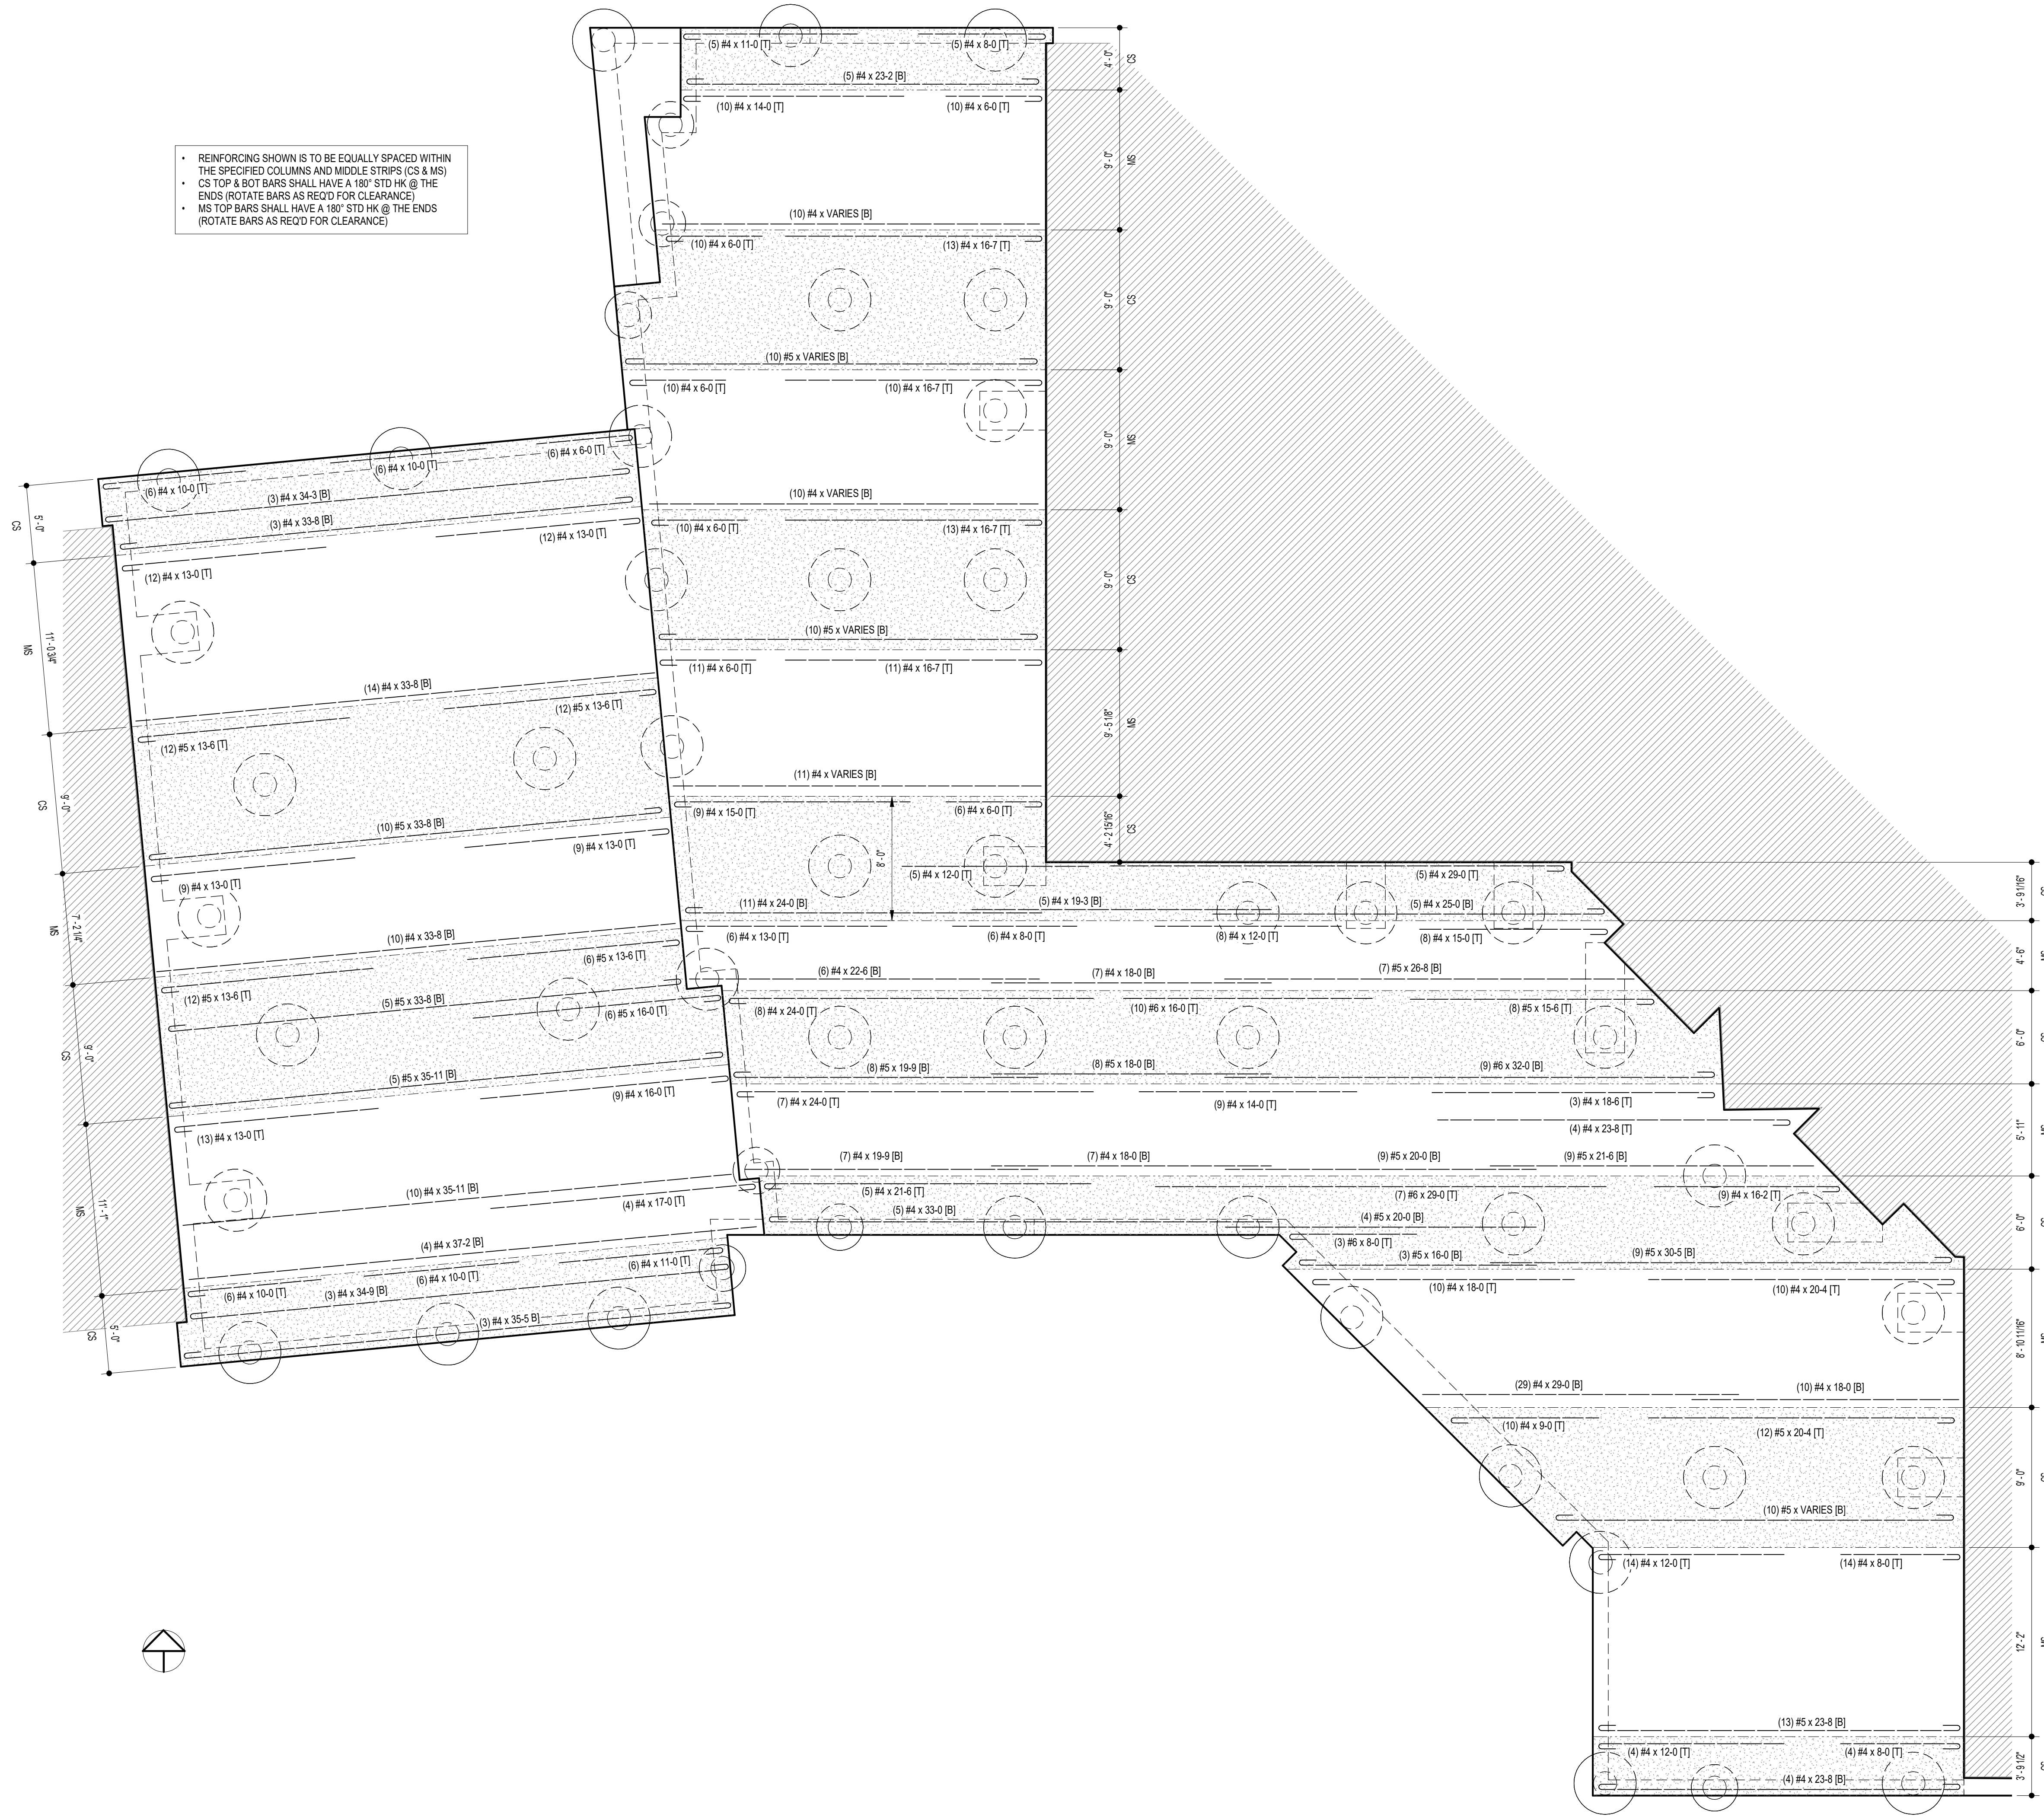 • REINFORCING SHOWN IS TO BE EQUALLY SPACED WITHIN
THE SPECIFIED COLUMNS AND MIDDLE STRIPS (CS & MS)
• CS TOP & BOT BARS SHALL HAVE A 180° STD HK @ THE
ENDS (ROTATE BARS AS REQ'D FOR CLEARANCE)
• MS TOP BARS SHALL HAVE A 180° STD HK @ THE ENDS
(ROTATE BARS AS REQ'D FOR CLEARANCE)
(5) #4 x 11-0 [T]
(5) #4 x 8-0 [T]
(5) #4 x 23-2 [B]
(10) #4 x 14-0 [T]
(10) #4 x 6-0 [T]
(10) #4 x VARIES [B]
(10) #4 x 6-0 [T]
(13) #4 x 16-7 [T]
(10) #5 x VARIES [B]
(10) #4 x 6-0 [T]
(10) #4 x 16-7 [T]
(10) #4 x VARIES [B]
(10) #4 x 6-0 [T]
(13) #4 x 16-7 [T]
(10) #5 x VARIES [B]
(11) #4 x 6-0 [T]
(11) #4 x 16-7 [T]
(11) #4 x VARIES [B]
(9) #4 x 15-0 [T]
(6) #4 x 6-0 [T]
8'-0"
4'-0"
CS
9'-0"
MS
9'-0"
CS
9'-0"
MS
9'-0"
CS
9'-5 1/8"
MS
4'-2 15/16"
CS
(6) #4 x 10-0 [T]
(6) #4 x 10-0 [T]
(6) #4 x 6-0 [T]
(3) #4 x 34-3 [B]
(3) #4 x 33-8 [B]
(12) #4 x 13-0 [T]
(12) #4 x 13-0 [T]
(14) #4 x 33-8 [B]
(12) #5 x 13-6 [T]
(12) #5 x 13-6 [T]
(10) #5 x 33-8 [B]
(9) #4 x 13-0 [T]
(9) #4 x 13-0 [T]
(10) #4 x 33-8 [B]
(6) #5 x 13-6 [T]
(12) #5 x 13-6 [T]
(5) #5 x 33-8 [B]
(6) #5 x 16-0 [T]
(5) #5 x 35-11 [B]
(9) #4 x 16-0 [T]
(13) #4 x 13-0 [T]
(10) #4 x 35-11 [B]
(4) #4 x 17-0 [T]
(4) #4 x 37-2 [B]
(6) #4 x 10-0 [T]
(6) #4 x 10-0 [T]
(6) #4 x 11-0 [T]
(3) #4 x 34-9 [B]
(3) #4 x 35-5 B]
5'-0"
CS
11'-0 3/4"
MS
9'-0"
CS
7'-2 1/4"
MS
9'-0"
CS
11'-1"
MS
5'-0"
CS
(5) #4 x 12-0 [T]
(5) #4 x 29-0 [T]
(11) #4 x 24-0 [B]
(5) #4 x 19-3 [B]
(5) #4 x 25-0 [B]
(6) #4 x 13-0 [T]
(6) #4 x 8-0 [T]
(8) #4 x 12-0 [T]
(8) #4 x 15-0 [T]
(6) #4 x 22-6 [B]
(7) #4 x 18-0 [B]
(7) #5 x 26-8 [B]
(8) #4 x 24-0 [T]
(10) #6 x 16-0 [T]
(8) #5 x 15-6 [T]
(8) #5 x 19-9 [B]
(8) #5 x 18-0 [B]
(9) #6 x 32-0 [B]
(7) #4 x 24-0 [T]
(9) #4 x 14-0 [T]
(3) #4 x 18-6 [T]
(4) #4 x 23-8 [T]
(7) #4 x 19-9 [B]
(7) #4 x 18-0 [B]
(9) #5 x 20-0 [B]
(9) #5 x 21-6 [B]
(5) #4 x 21-6 [T]
(7) #6 x 29-0 [T]
(9) #4 x 16-2 [T]
(5) #4 x 33-0 [B]
(4) #5 x 20-0 [B]
(3) #6 x 8-0 [T]
(3) #5 x 16-0 [B]
(9) #5 x 30-5 [B]
(10) #4 x 18-0 [T]
(10) #4 x 20-4 [T]
(29) #4 x 29-0 [B]
(10) #4 x 18-0 [B]
(10) #4 x 9-0 [T]
(12) #5 x 20-4 [T]
(10) #5 x VARIES [B]
(14) #4 x 12-0 [T]
(14) #4 x 8-0 [T]
(13) #5 x 23-8 [B]
(4) #4 x 12-0 [T]
(4) #4 x 8-0 [T]
(4) #4 x 23-8 [B]
3'-9 1/16"
4'-6"
6'-0"
5'-11"
6'-0"
8'-10 11/16"
9'-0"
12'-2"
3'-9 1/2"